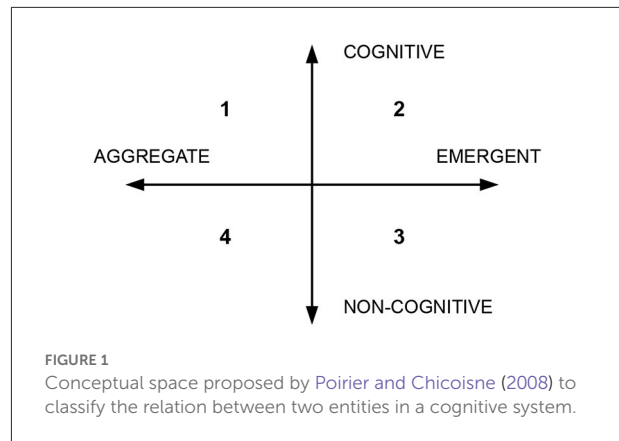 COGNITIVE
1 2
AGGREGATE EMERGENT
4 3
NON-COGNITIVE
FIGURE 1
Conceptual space proposed by Poirier and Chicoisne (2008) to
classify the relation between two entities in a cognitive system.